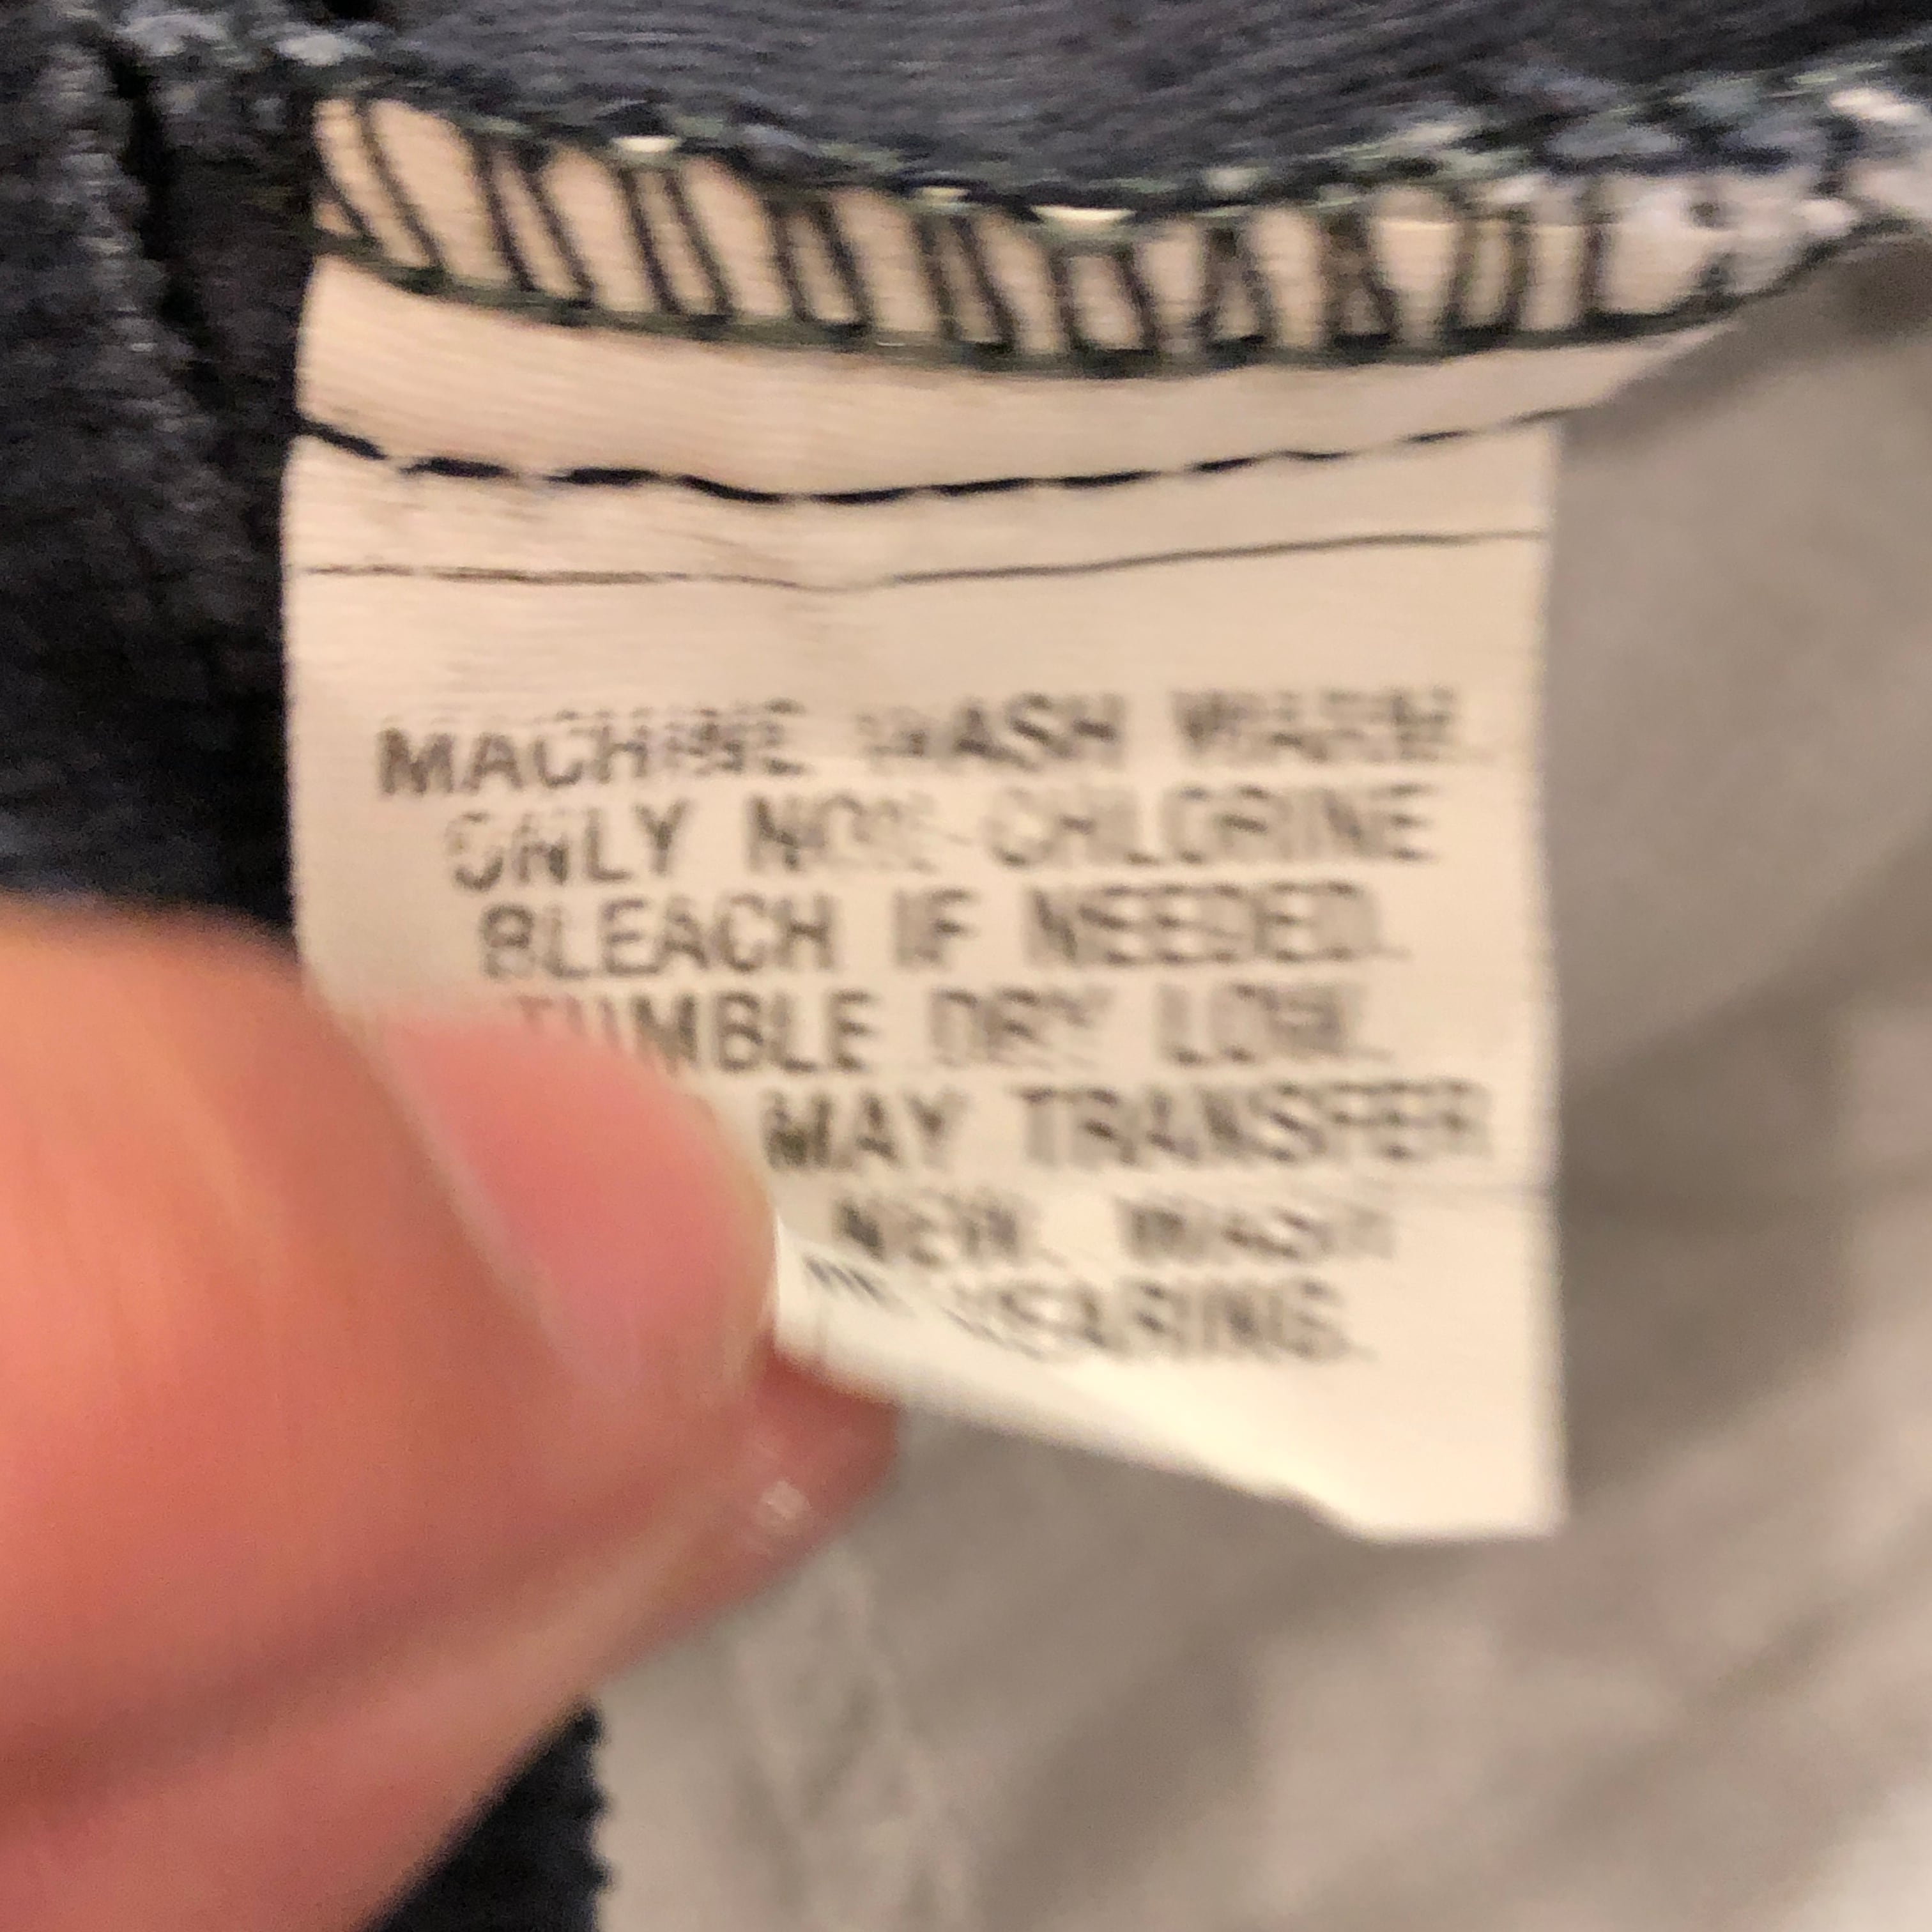 MACHINE WASH WARM.
ONLY NON-CHLORINE
BLEACH IF NEEDED.
TUMBLE DRY LOW.
MAY TRANSFER
NEW. WASH
WEARING.